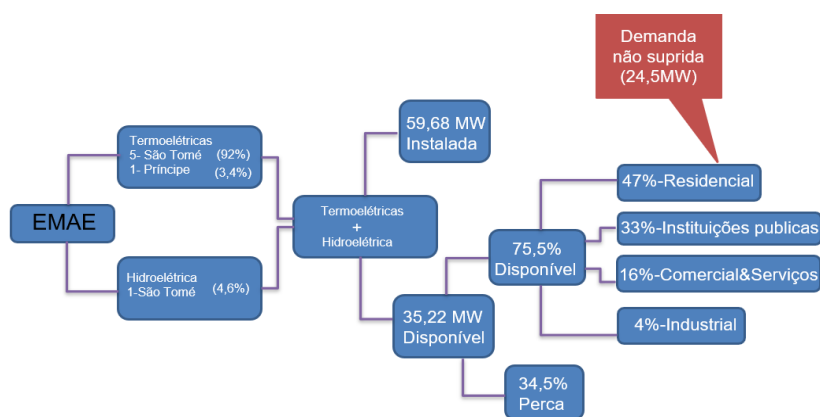 Demanda
não suprida
(24,5MW)
59,68 MW
Instalada
Termoelétricas
5- São Tomé (92%)
1- Príncipe (3,4%)
47%-Residencial
EMAE
Termoelétricas
+
Hidroelétrica
33%-Instituições publicas
75,5%
Disponível
16%-Comercial&Serviços
Hidroelétrica
1-São Tomé (4,6%)
35,22 MW
Disponível
4%-Industrial
34,5%
Perca